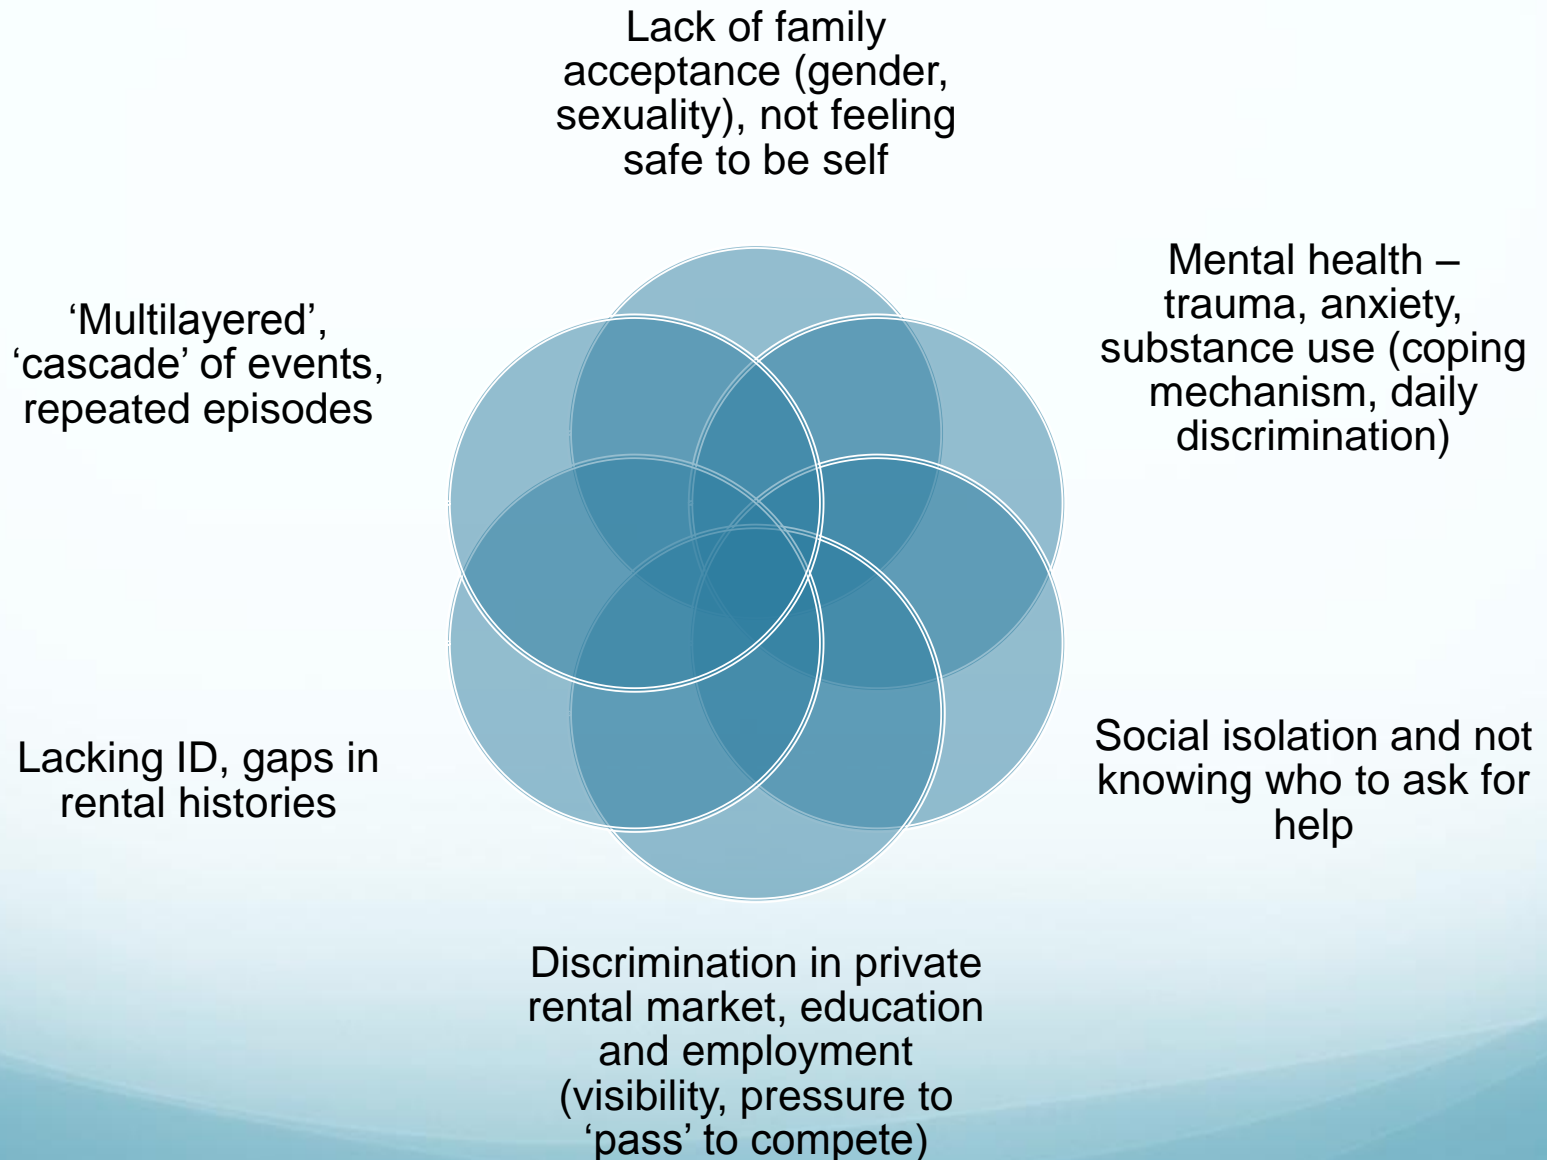 Lack of family
acceptance (gender,
sexuality), not feeling
safe to be self
Mental health –
trauma, anxiety,
substance use (coping
mechanism, daily
discrimination)
Social isolation and not
knowing who to ask for
help
Discrimination in private
rental market, education
and employment
(visibility, pressure to
‘pass’ to compete)
Lacking ID, gaps in
rental histories
‘Multilayered’,
‘cascade’ of events,
repeated episodes